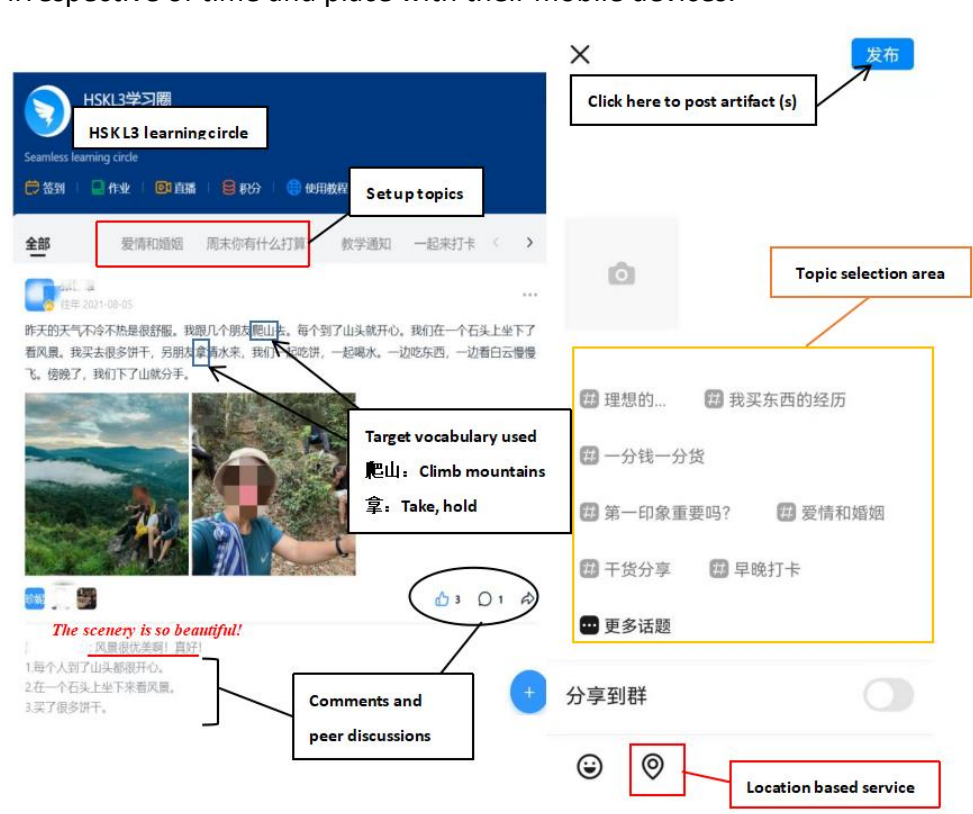 irrespective of time and place with their mobile devices.
发布
Click here to post artifact (s)
HSKL3学习圈
HSKL3 learning circle
Seamless learning circle
签到
作业
直播
积分
使用教程
Setup topics
全部
爱情和婚姻
周末你有什么打算
教学通知
一起来打卡
往年 2021-08-05
昨天的天气不冷不热是很舒服。我跟几个朋友爬山去。每个到了山头就开心。我们在一个石头上坐下了
看风景。我买去很多饼干，另朋友拿清水来，我们一起吃饼，一起喝水。一边吃东西，一边看白云慢慢
飞。傍晚了，我们下了山就分手。
Target vocabulary used
爬山：Climb mountains
拿：Take, hold
3
1
The scenery is so beautiful!
风景很优美啊！真好！
1.每个人到了山头都很开心。
2.在一个石头上坐下来看风景。
3.买了很多饼干。
Comments and
peer discussions
Topic selection area
理想的...
我买东西的经历
一分钱一分货
第一印象重要吗？
爱情和婚姻
干货分享
早晚打卡
更多话题
分享到群
Location based service